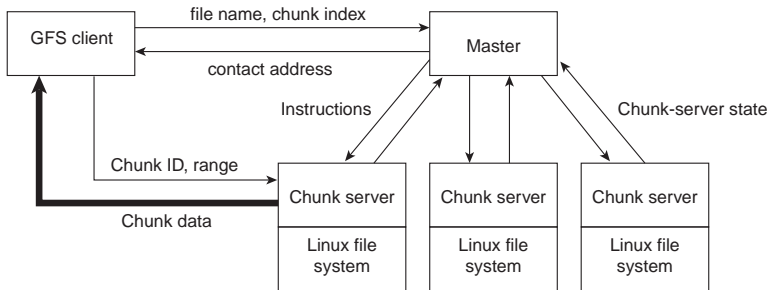 file name, chunk index
GFS client
Master
contact address
Instructions
Chunk-server state
Chunk ID, range
Chunk server
Chunk server
Chunk server
Chunk data
Linux file
system
Linux file
system
Linux file
system